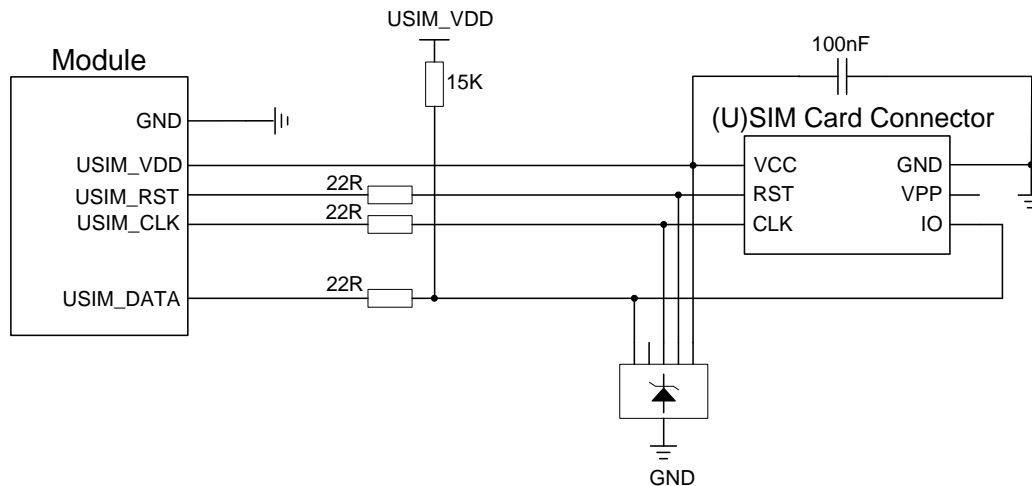 USIM_VDD
100nF
Module
15K
(U)SIM Card Connector
GND
USIM_VDD
VCC
GND
USIM_RST
22R
RST
VPP
USIM_CLK
22R
CLK
IO
USIM_DATA
22R
GND